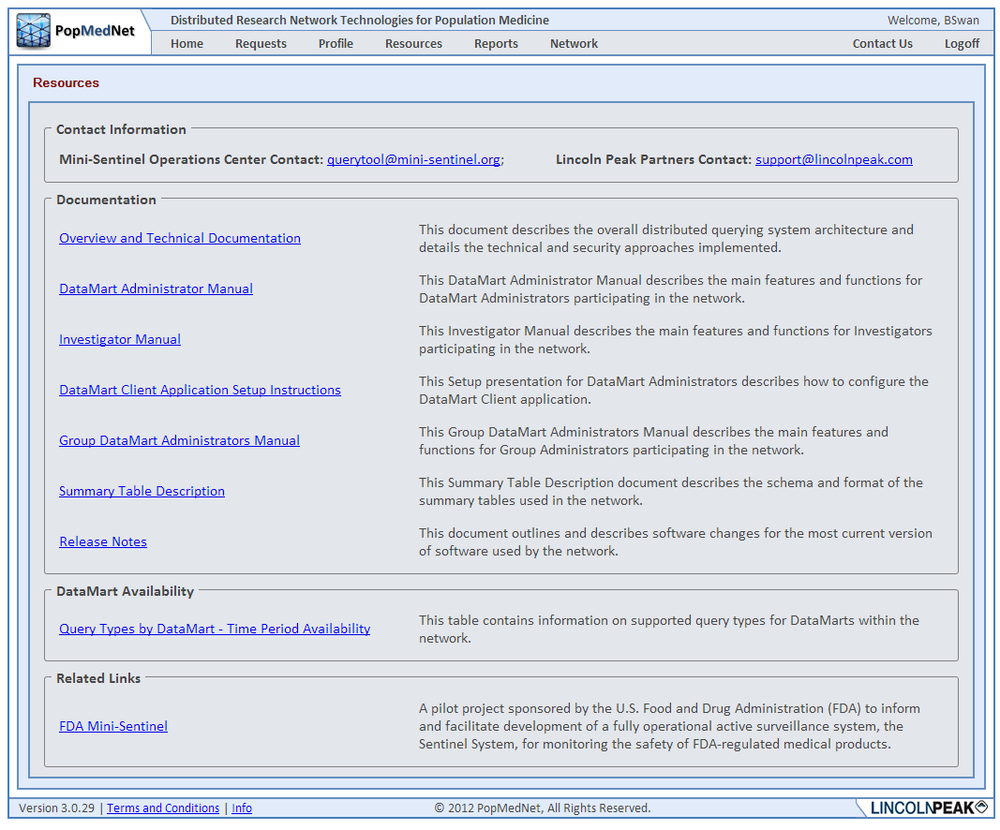 PopMedNet
Distributed Research Network Technologies for Population Medicine
Welcome, BSwan
Home Requests Profile Resources Reports Network Contact Us Logoff
Resources
Contact Information
Mini-Sentinel Operations Center Contact: querytool@mini-sentinel.org; Lincoln Peak Partners Contact: support@lincolnpeak.com
Documentation
Overview and Technical Documentation
This document describes the overall distributed querying system architecture and
details the technical and security approaches implemented.
DataMart Administrator Manual
This DataMart Administrator Manual describes the main features and functions for
DataMart Administrators participating in the network.
Investigator Manual
This Investigator Manual describes the main features and functions for Investigators
participating in the network.
DataMart Client Application Setup Instructions
This Setup presentation for DataMart Administrators describes how to configure the
DataMart Client application.
Group DataMart Administrators Manual
This Group DataMart Administrators Manual describes the main features and
functions for Group Administrators participating in the network.
Summary Table Description
This Summary Table Description document describes the schema and format of the
summary tables used in the network.
Release Notes
This document outlines and describes software changes for the most current version
of software used by the network.
DataMart Availability
Query Types by DataMart - Time Period Availability
This table contains information on supported query types for DataMarts within the
network.
Related Links
FDA Mini-Sentinel
A pilot project sponsored by the U.S. Food and Drug Administration (FDA) to inform
and facilitate development of a fully operational active surveillance system, the
Sentinel System, for monitoring the safety of FDA-regulated medical products.
Version 3.0.29 | Terms and Conditions | Info
© 2012 PopMedNet, All Rights Reserved.
LINCOLNPEAK